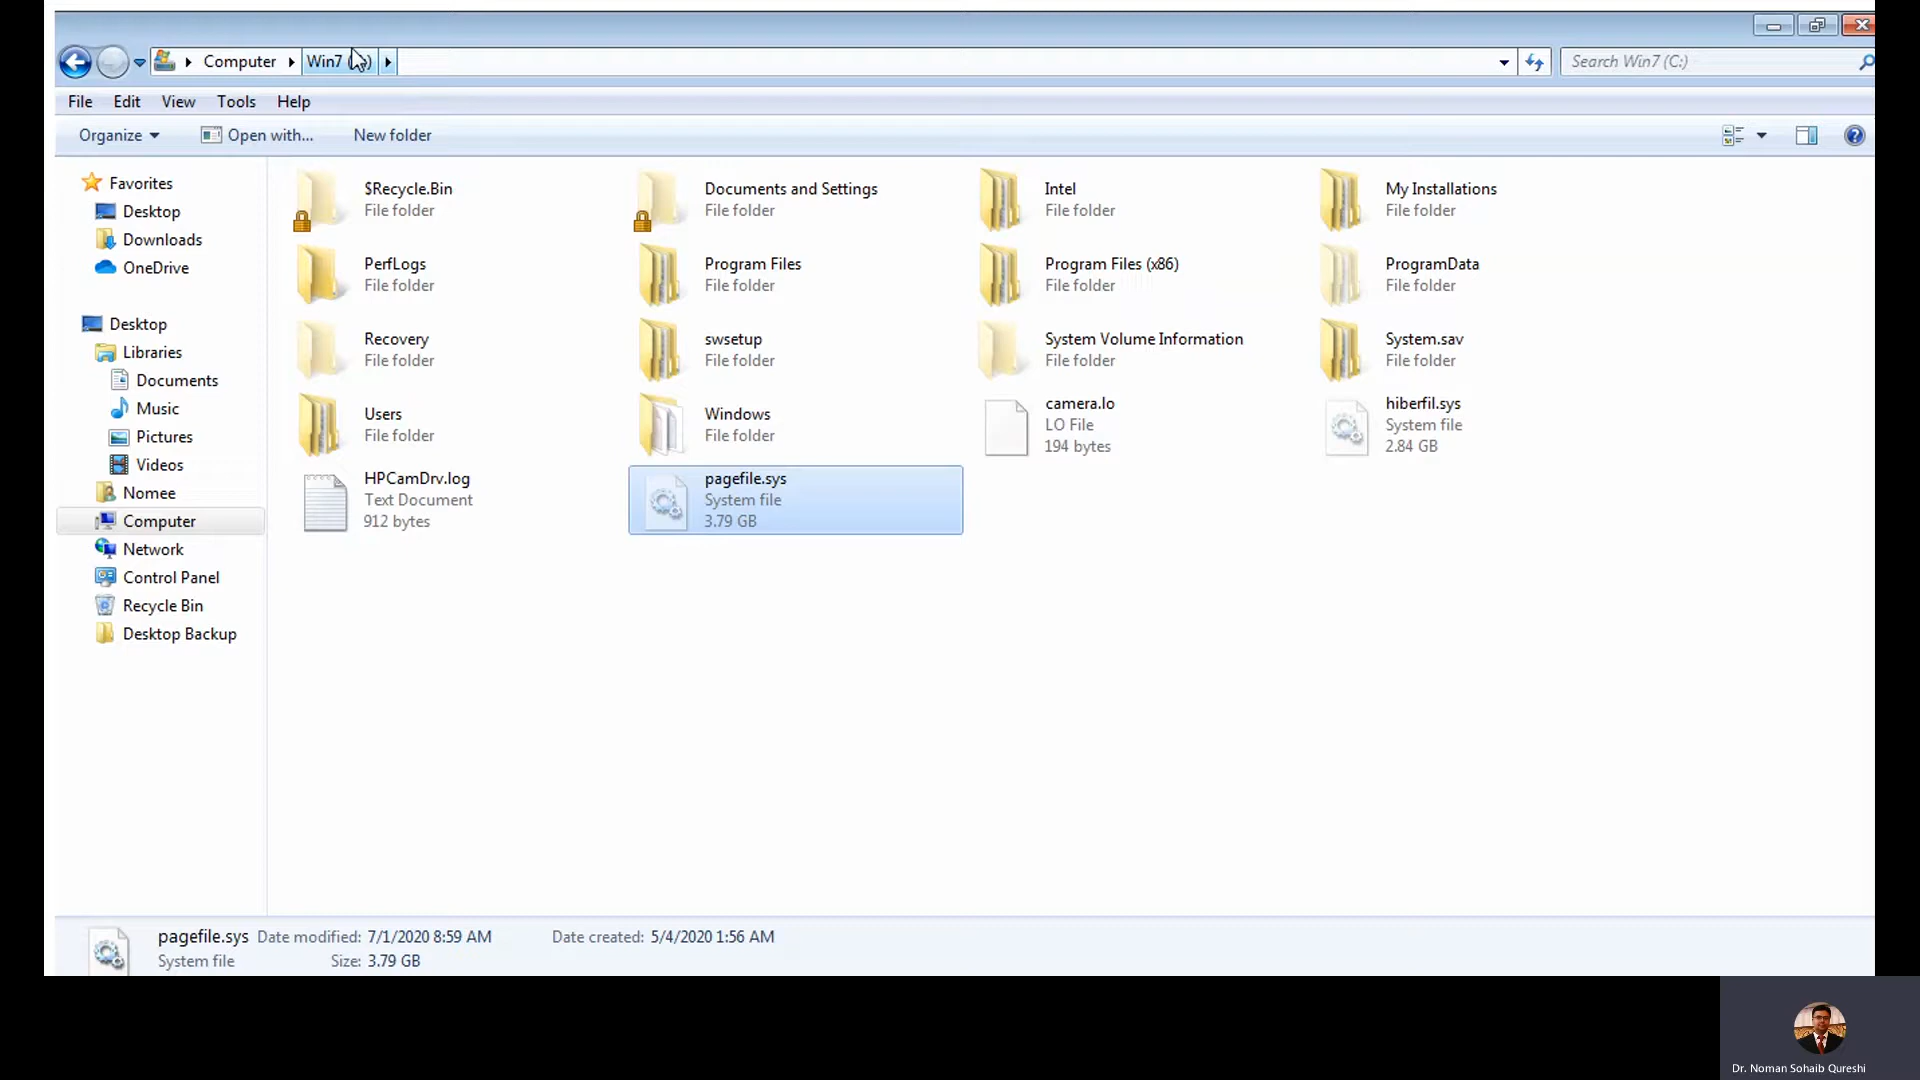 Computer
Win7
Search Win7 (C:)
File Edit View Tools Help
Organize Open with... New folder
Favorites
Desktop
Downloads
OneDrive
Desktop
Libraries
Documents
Music
Pictures
Videos
Nomee
Computer
Network
Control Panel
Recycle Bin
Desktop Backup
$Recycle.Bin
File folder
Documents and Settings
File folder
Intel
File folder
My Installations
File folder
PerfLogs
File folder
Program Files
File folder
Program Files (x86)
File folder
ProgramData
File folder
Recovery
File folder
swsetup
File folder
System Volume Information
File folder
System.sav
File folder
Users
File folder
Windows
File folder
camera.lo
LO File
194 bytes
hiberfil.sys
System file
2.84 GB
HPCamDrv.log
Text Document
912 bytes
pagefile.sys
System file
3.79 GB
pagefile.sys Date modified: 7/1/2020 8:59 AM Date created: 5/4/2020 1:56 AM
System file Size: 3.79 GB
Dr. Noman Sohaib Qureshi